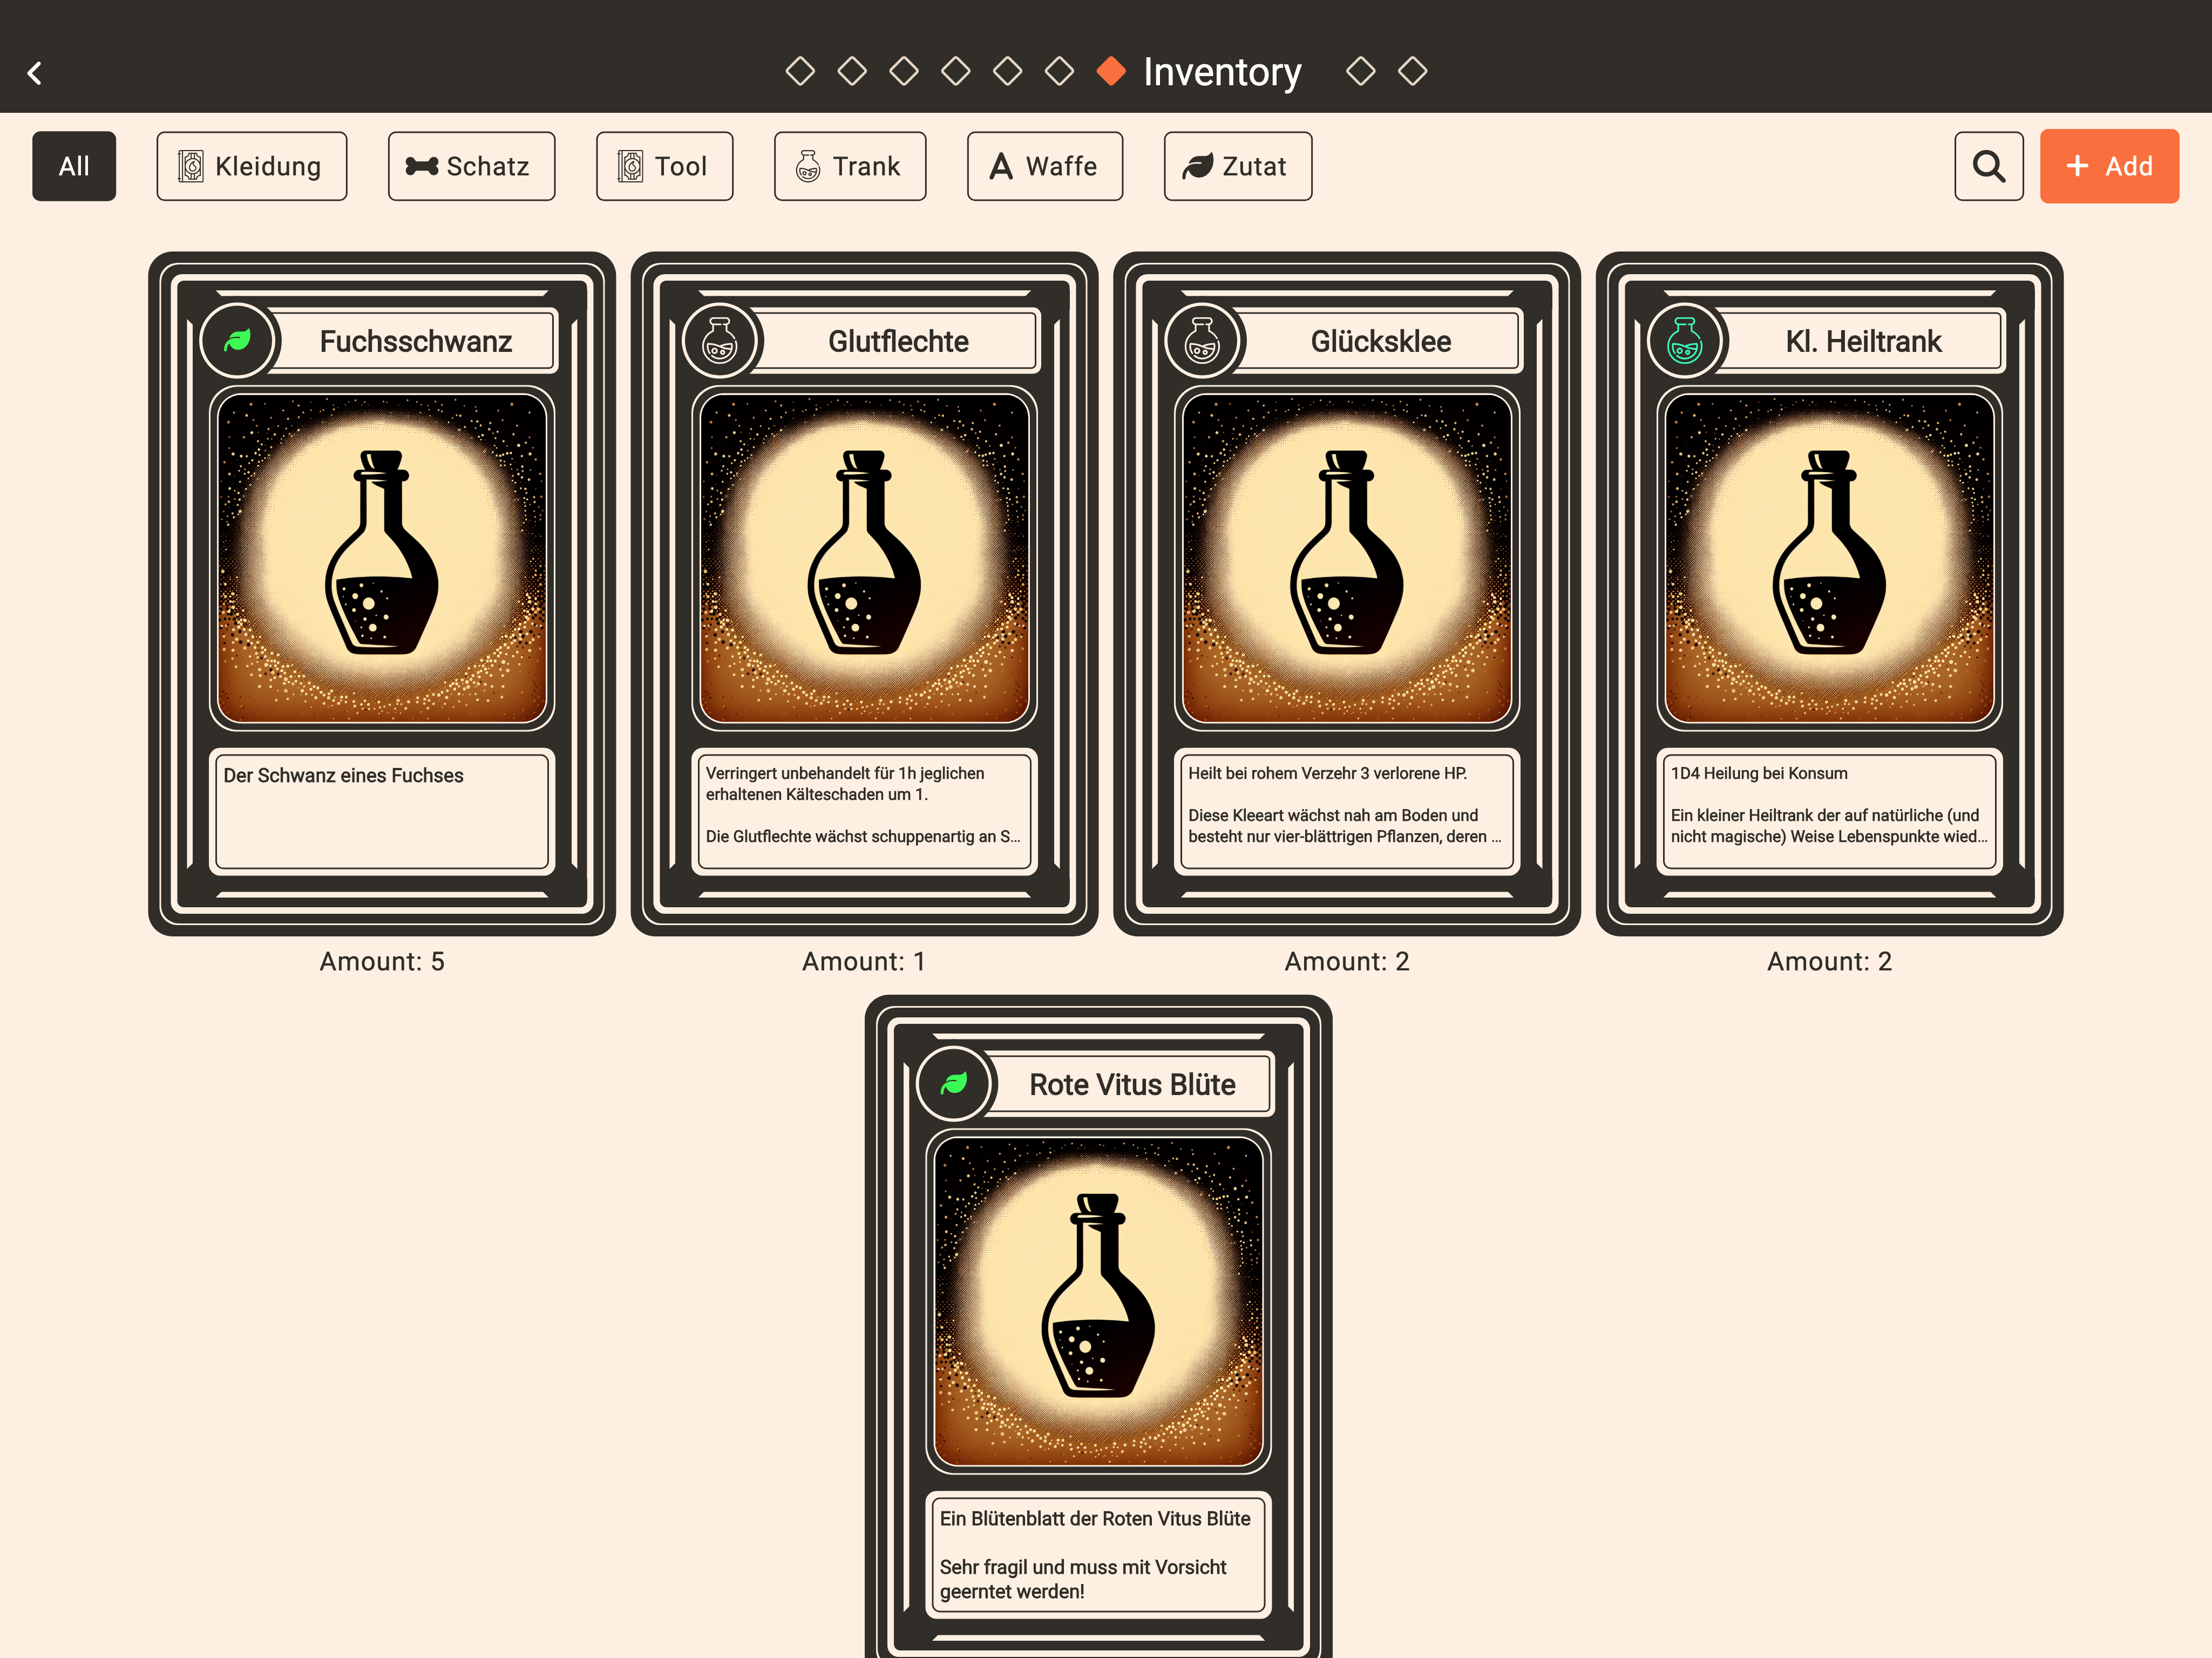 Inventory
All
Kleidung
Schatz
Tool
Trank
Waffe
Zutat
Add
Fuchsschwanz
Der Schwanz eines Fuchses
Amount: 5
Glutflechte
Verringert unbehandelt für 1h jeglichen
erhaltenen Kälteschaden um 1.
Die Glutflechte wächst schuppenartig an S...
Amount: 1
Glücksklee
Heilt bei rohem Verzehr 3 verlorene HP.
Diese Kleeart wächst nah am Boden und
besteht nur vier-blättrigen Pflanzen, deren ...
Amount: 2
Kl. Heiltrank
1D4 Heilung bei Konsum
Ein kleiner Heiltrank der auf natürliche (und
nicht magische) Weise Lebenspunkte wied...
Amount: 2
Rote Vitus Blüte
Ein Blütenblatt der Roten Vitus Blüte
Sehr fragil und muss mit Vorsicht
geerntet werden!